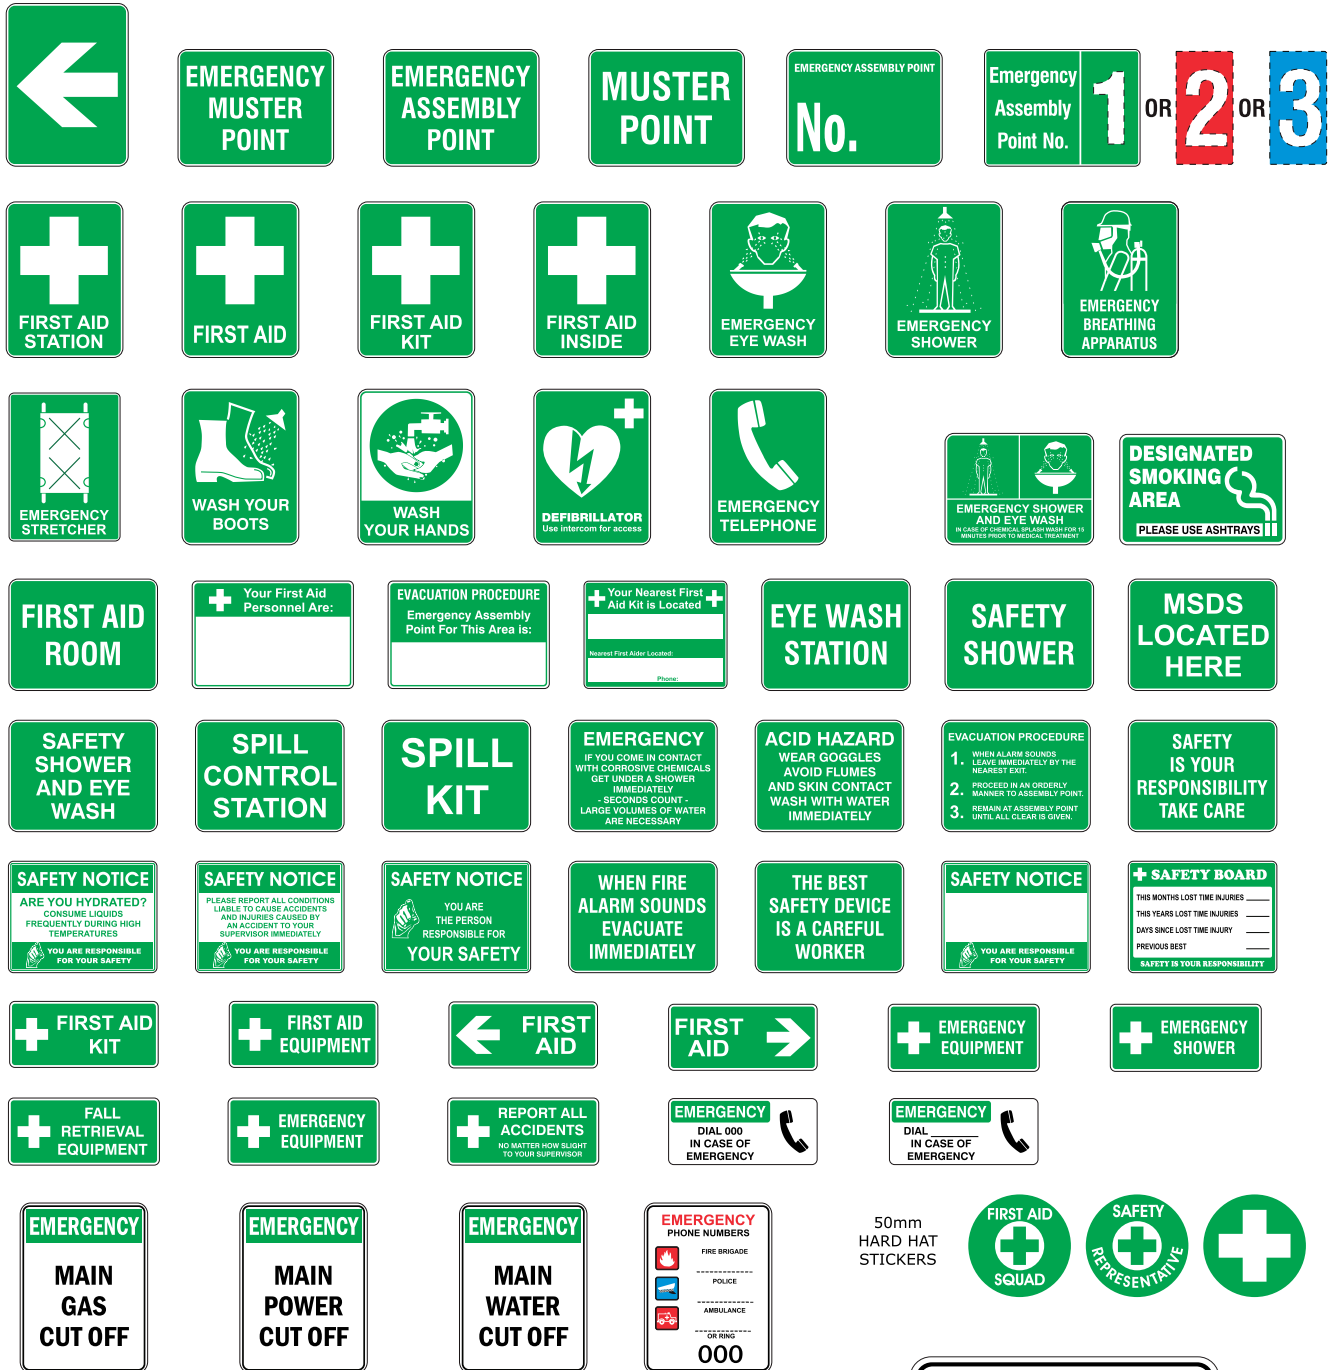 EMERGENCY
MUSTER
POINT
EMERGENCY
ASSEMBLY
POINT
MUSTER
POINT
EMERGENCY ASSEMBLY POINT
No.
Emergency
Assembly
Point No.
1 OR 2 OR 3
FIRST AID
STATION
FIRST AID
FIRST AID
KIT
FIRST AID
INSIDE
EMERGENCY
EYE WASH
EMERGENCY
SHOWER
EMERGENCY
BREATHING
APPARATUS
EMERGENCY
STRETCHER
WASH YOUR
BOOTS
WASH
YOUR HANDS
DEFIBRILLATOR
Use intercom for access
EMERGENCY
TELEPHONE
EMERGENCY SHOWER
AND EYE WASH
IN CASE OF CHEMICAL SPLASH WASH FOR 15
MINUTES PRIOR TO MEDICAL TREATMENT
DESIGNATED
SMOKING
AREA
PLEASE USE ASHTRAYS
FIRST AID
ROOM
Your First Aid
Personnel Are:
EVACUATION PROCEDURE
Emergency Assembly
Point For This Area is:
Your Nearest First
Aid Kit is Located
Nearest First Aider Located:
Phone:
EYE WASH
STATION
SAFETY
SHOWER
MSDS
LOCATED
HERE
SAFETY
SHOWER
AND EYE
WASH
SPILL
CONTROL
STATION
SPILL
KIT
EMERGENCY
IF YOU COME IN CONTACT
WITH CORROSIVE CHEMICALS
GET UNDER A SHOWER
IMMEDIATELY
- SECONDS COUNT -
LARGE VOLUMES OF WATER
ARE NECESSARY
ACID HAZARD
WEAR GOGGLES
AVOID FLUMES
AND SKIN CONTACT
WASH WITH WATER
IMMEDIATELY
EVACUATION PROCEDURE
1. WHEN ALARM SOUNDS
LEAVE IMMEDIATELY BY THE
NEAREST EXIT.
2. PROCEED IN AN ORDERLY
MANNER TO ASSEMBLY POINT.
3. REMAIN AT ASSEMBLY POINT
UNTIL ALL CLEAR IS GIVEN.
SAFETY
IS YOUR
RESPONSIBILITY
TAKE CARE
SAFETY NOTICE
ARE YOU HYDRATED?
CONSUME LIQUIDS
FREQUENTLY DURING HIGH
TEMPERATURES
YOU ARE RESPONSIBLE
FOR YOUR SAFETY
SAFETY NOTICE
PLEASE REPORT ALL CONDITIONS
LIABLE TO CAUSE ACCIDENTS
AND INJURIES CAUSED BY
AN ACCIDENT TO YOUR
SUPERVISOR IMMEDIATELY
YOU ARE RESPONSIBLE
FOR YOUR SAFETY
SAFETY NOTICE
YOU ARE
THE PERSON
RESPONSIBLE FOR
YOUR SAFETY
WHEN FIRE
ALARM SOUNDS
EVACUATE
IMMEDIATELY
THE BEST
SAFETY DEVICE
IS A CAREFUL
WORKER
SAFETY NOTICE
YOU ARE RESPONSIBLE
FOR YOUR SAFETY
SAFETY BOARD
THIS MONTHS LOST TIME INJURIES
THIS YEARS LOST TIME INJURIES
DAYS SINCE LOST TIME INJURY
PREVIOUS BEST
SAFETY IS YOUR RESPONSIBILITY
FIRST AID
KIT
FIRST AID
EQUIPMENT
FIRST
AID
FIRST
AID
EMERGENCY
EQUIPMENT
EMERGENCY
SHOWER
FALL
RETRIEVAL
EQUIPMENT
EMERGENCY
EQUIPMENT
REPORT ALL
ACCIDENTS
NO MATTER HOW SLIGHT
TO YOUR SUPERVISOR
EMERGENCY
DIAL 000
IN CASE OF
EMERGENCY
EMERGENCY
DIAL ________
IN CASE OF
EMERGENCY
EMERGENCY
MAIN
GAS
CUT OFF
EMERGENCY
MAIN
POWER
CUT OFF
EMERGENCY
MAIN
WATER
CUT OFF
EMERGENCY
PHONE NUMBERS
FIRE BRIGADE
POLICE
AMBULANCE
OR RING
000
50mm
HARD HAT
STICKERS
FIRST AID
SQUAD
SAFETY
REPRESENTATIVE